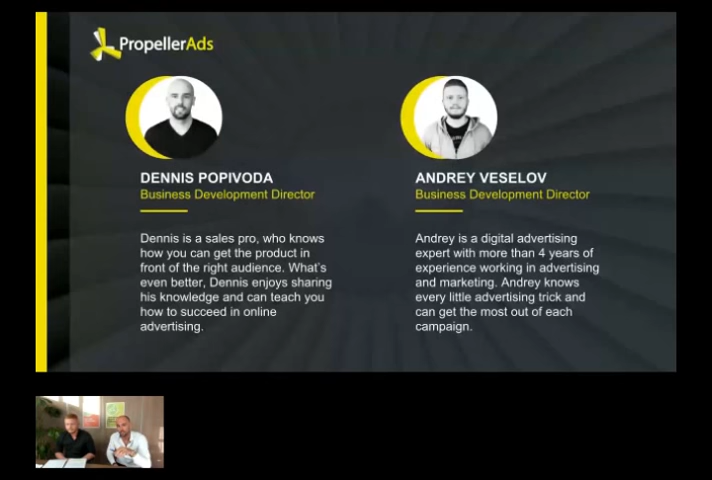 PropellerAds
DENNIS POPIVODA
Business Development Director
Dennis is a sales pro, who knows
how you can get the product in
front of the right audience. What's
even better, Dennis enjoys sharing
his knowledge and can teach you
how to succeed in online
advertising.
ANDREY VESELOV
Business Development Director
Andrey is a digital advertising
expert with more than 4 years of
experience working in advertising
and marketing. Andrey knows
every little advertising trick and
can get the most out of each
campaign.